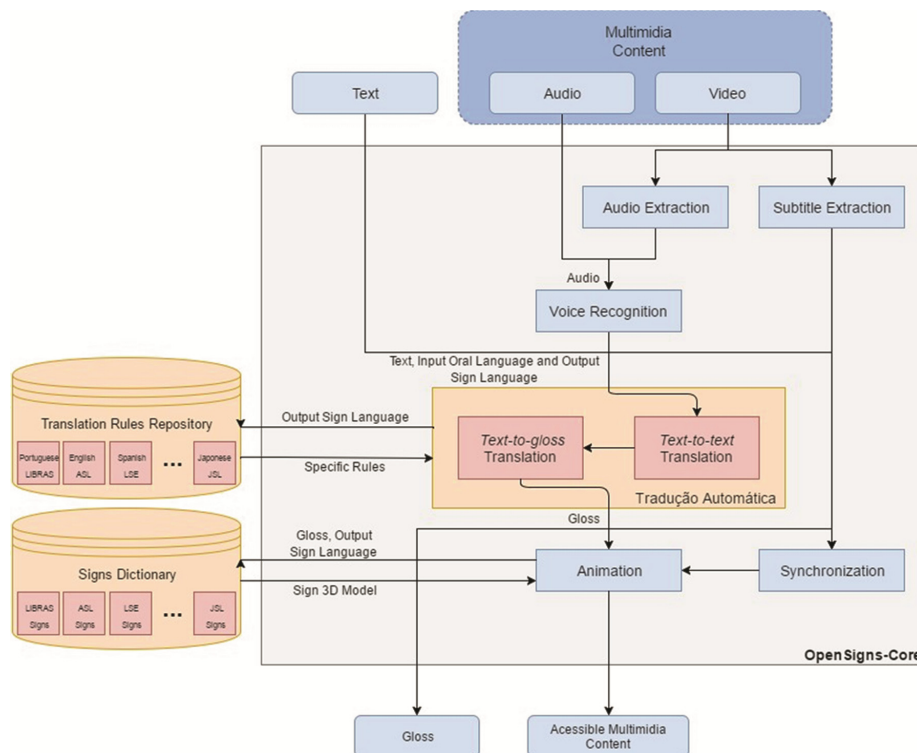 Multimidia
Content
Text
Audio
Video
Audio Extraction
Subtitle Extraction
Audio
Voice Recognition
Text, Input Oral Language and Output
Sign Language
Translation Rules Repository
Portuguese
LIBRAS
English
ASL
Spanish
LSE
...
Japonese
JSL
Output Sign Language
Specific Rules
Text-to-gloss
Translation
Text-to-text
Translation
Tradução Automática
Gloss
Signs Dictionary
LIBRAS
Signs
ASL
Signs
LSE
Signs
...
JSL
Signs
Gloss, Output
Sign Language
Sign 3D Model
Animation
Synchronization
OpenSigns-Core
Gloss
Acessible Multimidia
Content